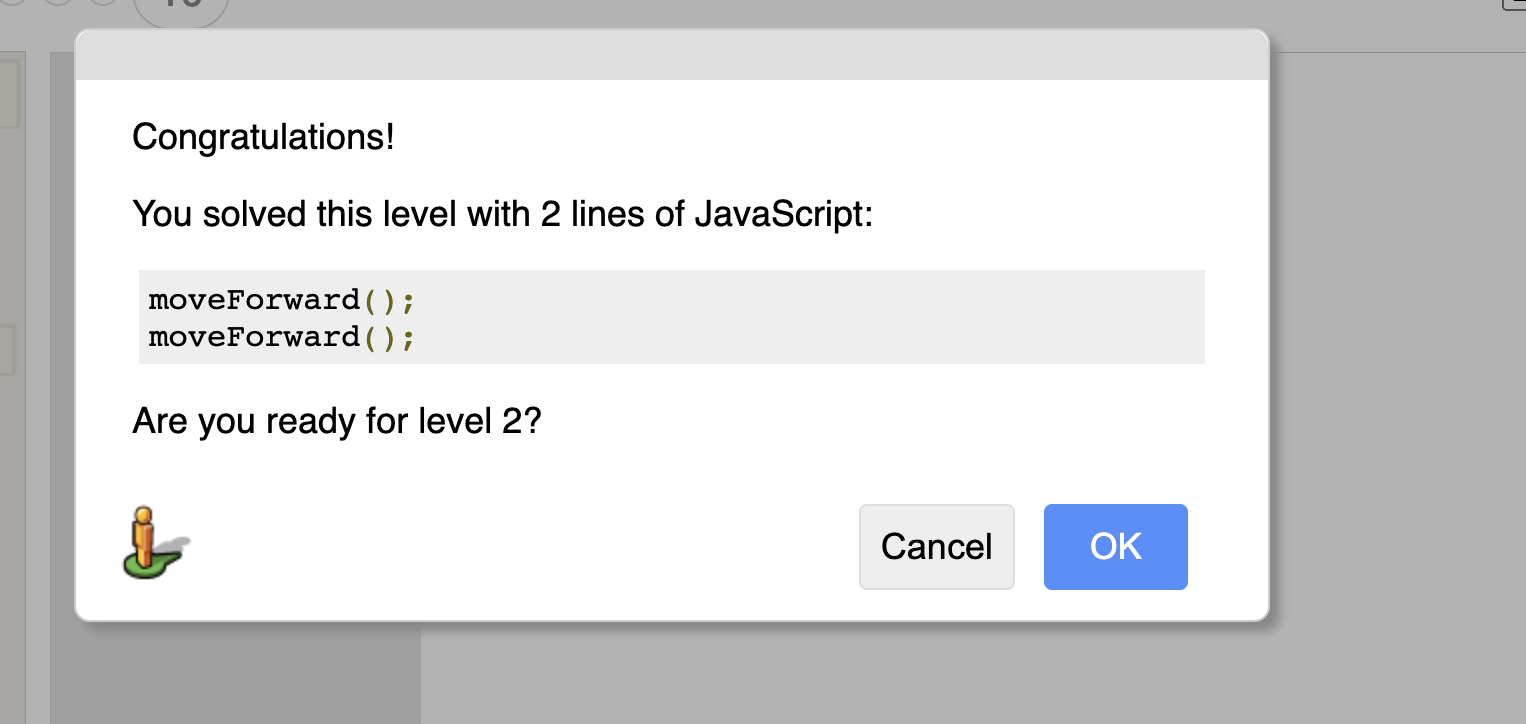 Congratulations!
You solved this level with 2 lines of JavaScript:
moveForward();
moveForward();
Are you ready for level 2?
Cancel
OK